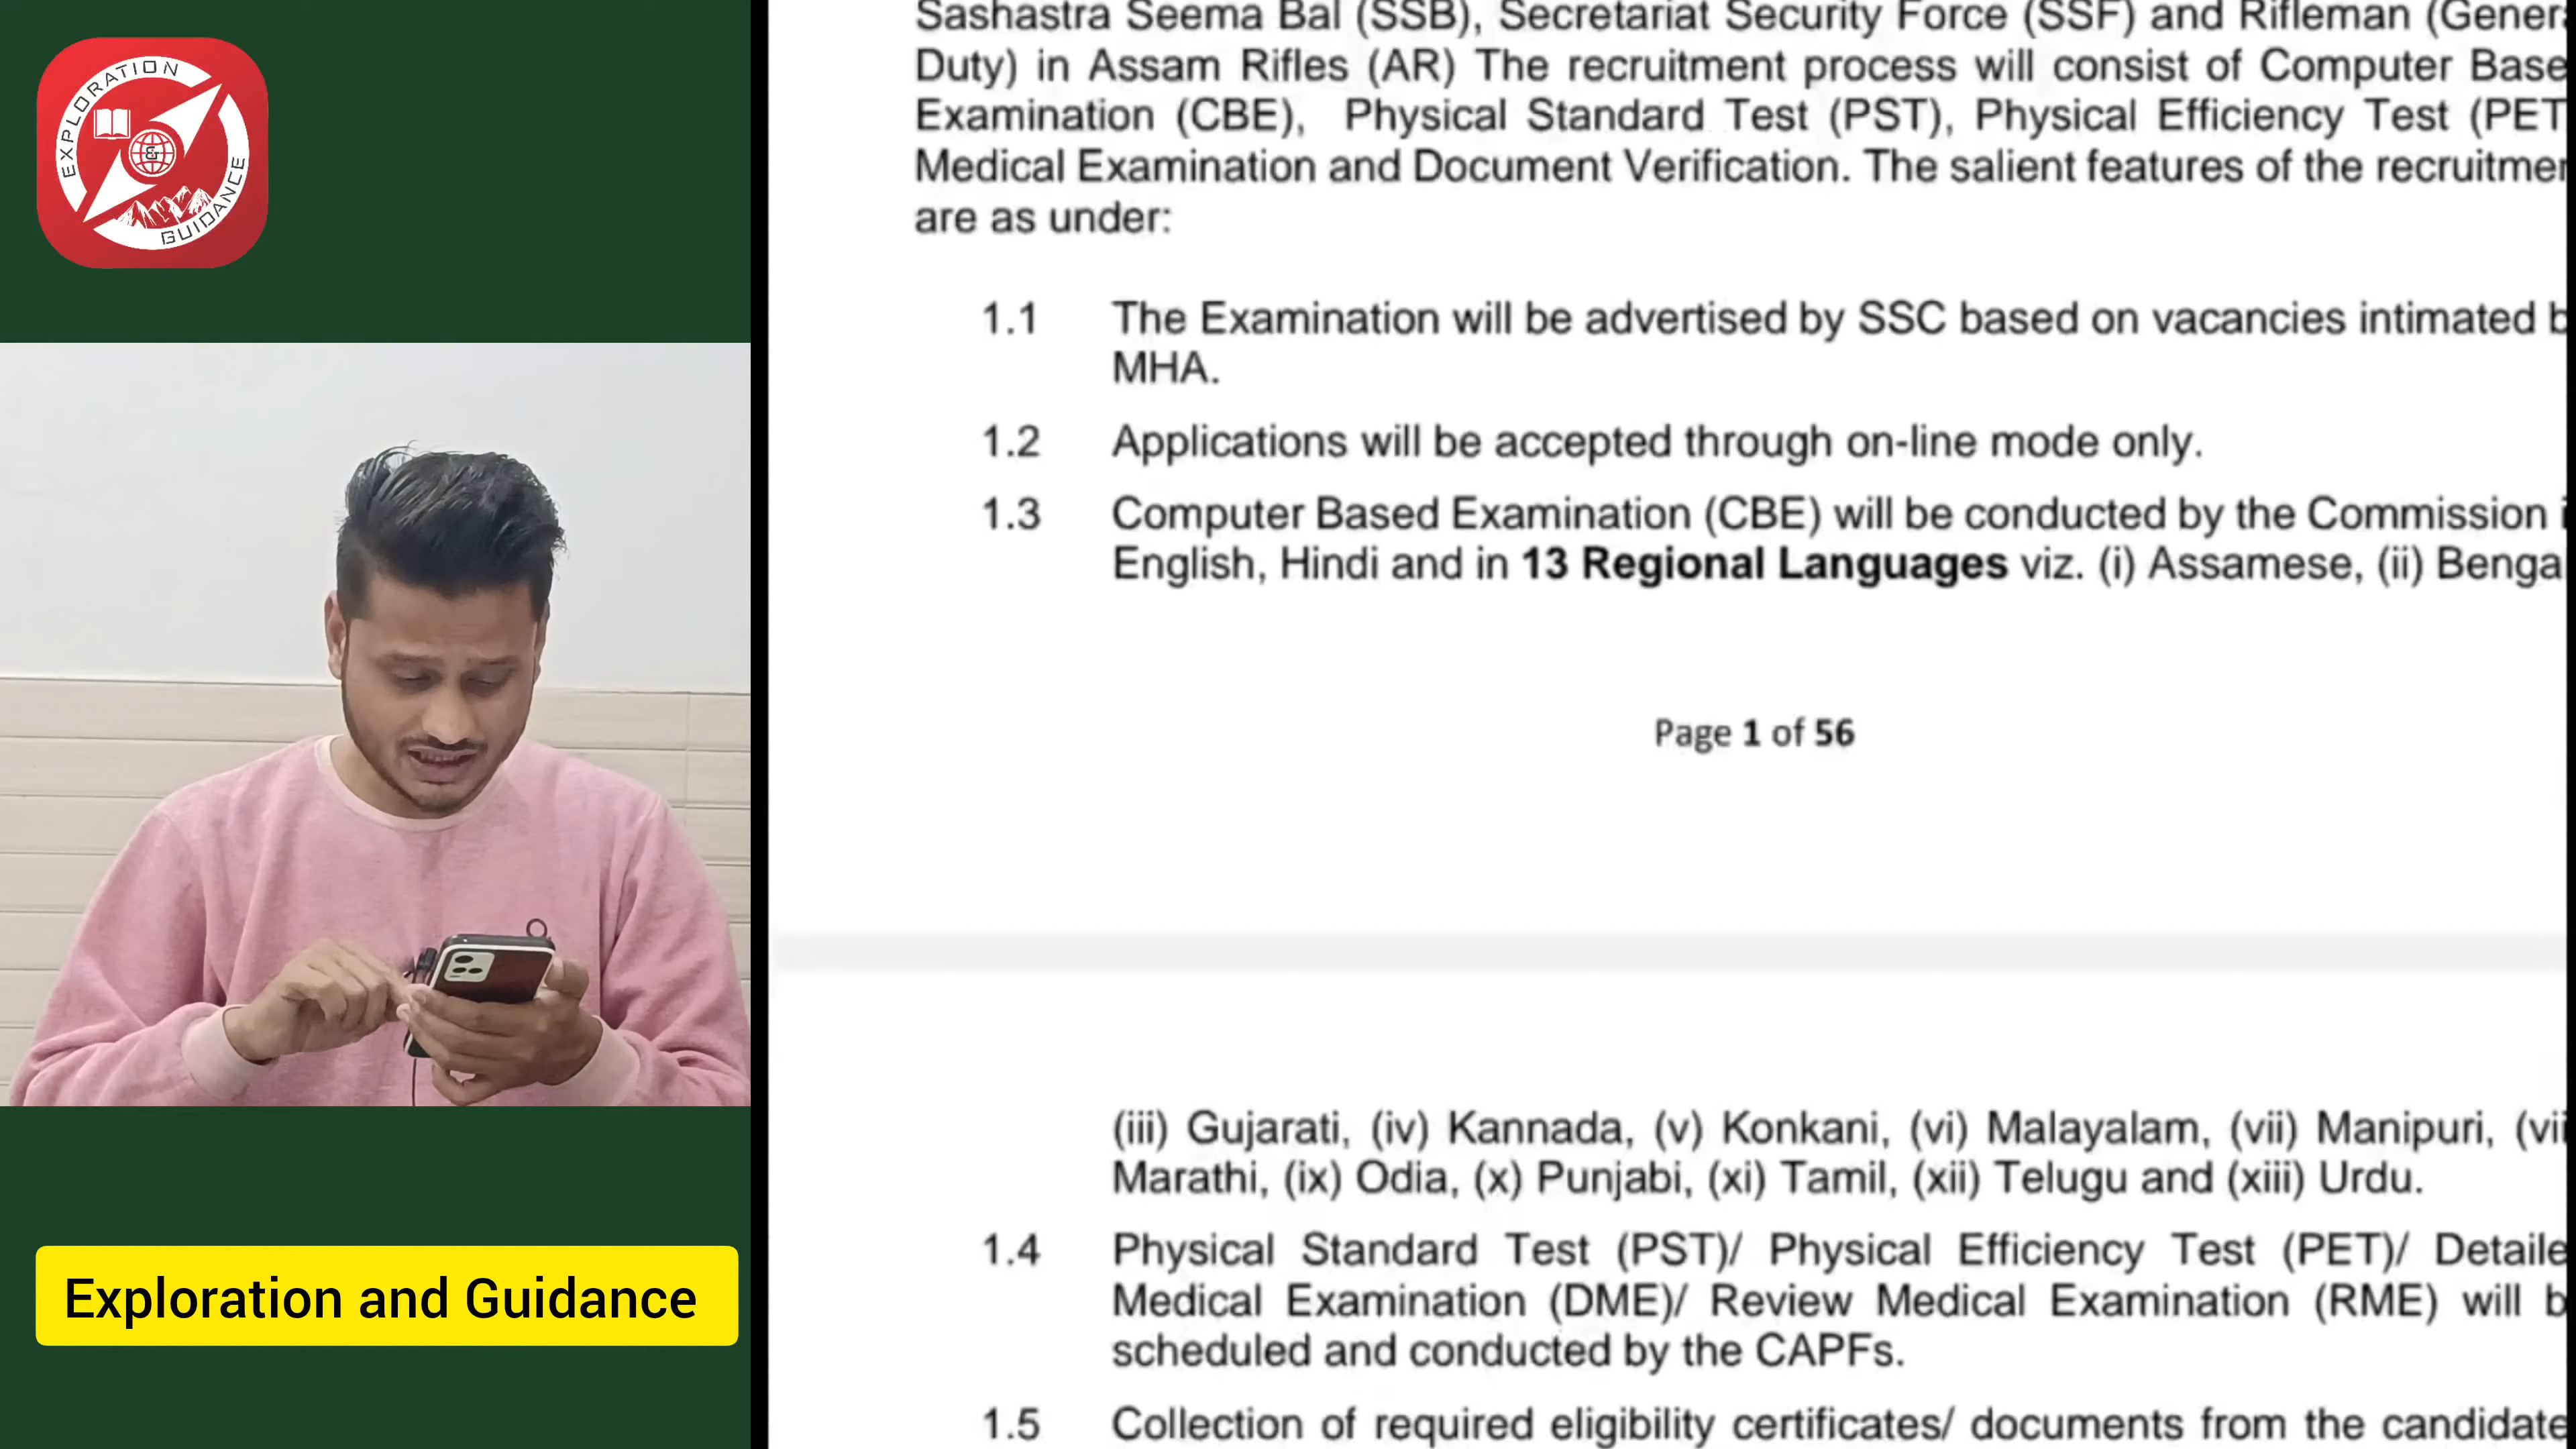 EXPLORATION
&
GUIDANCE
Exploration and Guidance
Sashastra Seema Bal (SSB), Secretariat Security Force (SSF) and Rifleman (Genera
Duty) in Assam Rifles (AR) The recruitment process will consist of Computer Base
Examination (CBE), Physical Standard Test (PST), Physical Efficiency Test (PET
Medical Examination and Document Verification. The salient features of the recruitmen
are as under:
1.1 The Examination will be advertised by SSC based on vacancies intimated b
MHA.
1.2 Applications will be accepted through on-line mode only.
1.3 Computer Based Examination (CBE) will be conducted by the Commission i
English, Hindi and in 13 Regional Languages viz. (i) Assamese, (ii) Benga
Page 1 of 56
(iii) Gujarati, (iv) Kannada, (v) Konkani, (vi) Malayalam, (vii) Manipuri, (vii
Marathi, (ix) Odia, (x) Punjabi, (xi) Tamil, (xii) Telugu and (xiii) Urdu.
1.4 Physical Standard Test (PST)/ Physical Efficiency Test (PET)/ Detaile
Medical Examination (DME)/ Review Medical Examination (RME) will b
scheduled and conducted by the CAPFs.
1.5 Collection of required eligibility certificates/ documents from the candidate